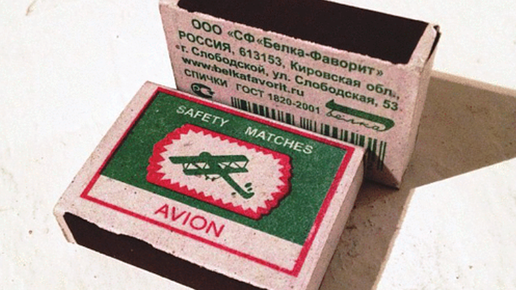 ООО «СФ«Белка-Фаворит»
РОССИЯ, 613153, Кировская обл.,
г. Слободской, ул. Слободская, 53.
www.belkafavorit.ru
СПИЧКИ ГОСТ 1820-2001
белка
SAFETY MATCHES
AVION